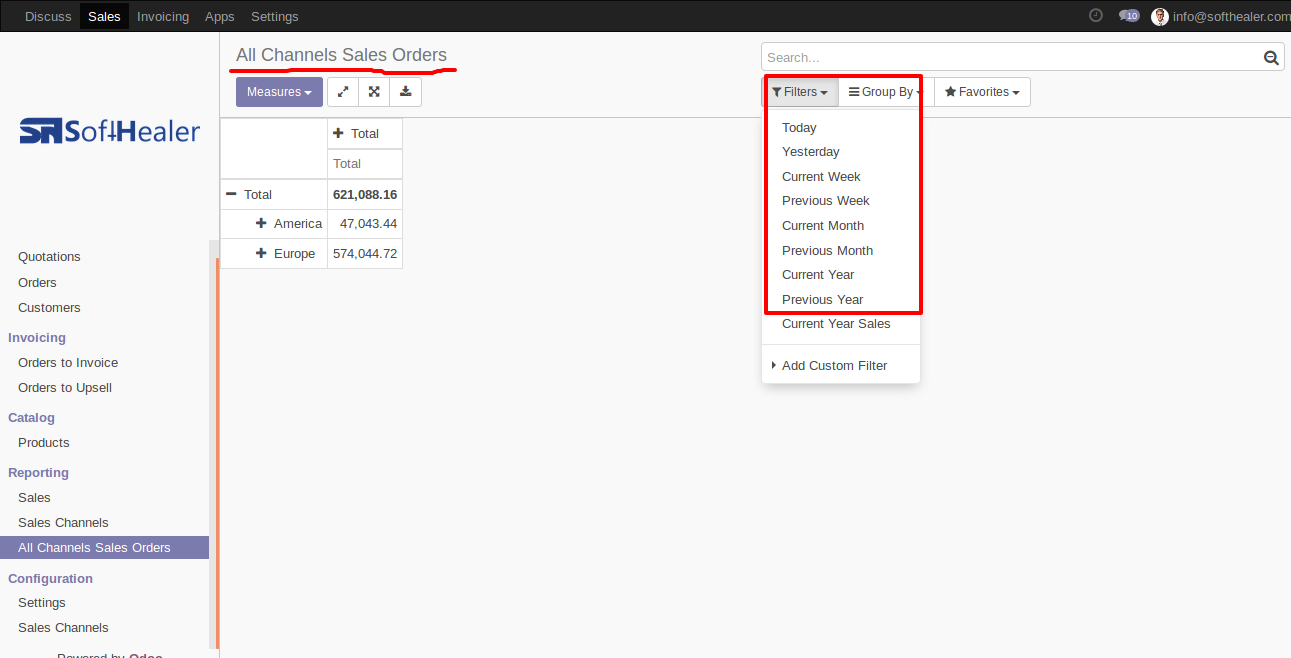 Discuss Sales Invoicing Apps Settings 10 info@softhealer.com
All Channels Sales Orders
Search...
Measures Filters Group By Favorites
SH SoftHealer
Quotations
Orders
Customers
Invoicing
Orders to Invoice
Orders to Upsell
Catalog
Products
Reporting
Sales
Sales Channels
All Channels Sales Orders
Configuration
Settings
Sales Channels
Powered by Odoo
Total
Total
Total 621,088.16
America 47,043.44
Europe 574,044.72
Today
Yesterday
Current Week
Previous Week
Current Month
Previous Month
Current Year
Previous Year
Current Year Sales
Add Custom Filter